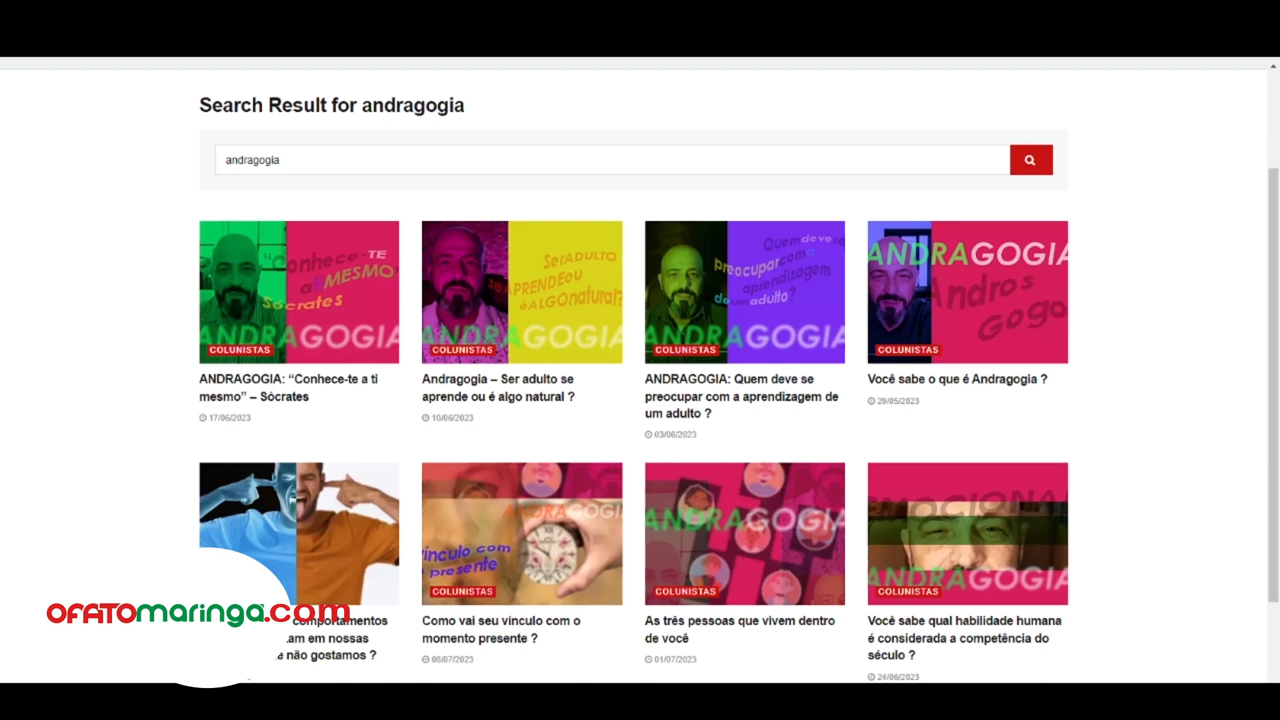 Search Result for andragogia
andragogia
"Conhece-TE
a MESMO"
Sócrates
ANDRAGOGIA
COLUNISTAS
SerADULTO
seAPRENDEoU
éALGOnatural?
ANDRAGOGIA
COLUNISTAS
Quem deve se
preocupar com a
aprendizagem
de um adulto?
ANDRAGOGIA
COLUNISTAS
ANDRAGOGIA
Andros
Gogo
COLUNISTAS
ANDRAGOGIA: “Conhece-te a ti
mesmo” – Sócrates
17/06/2023
Andragogia – Ser adulto se
aprende ou é algo natural ?
10/06/2023
ANDRAGOGIA: Quem deve se
preocupar com a aprendizagem de
um adulto ?
03/06/2023
Você sabe o que é Andragogia ?
29/05/2023
ANDRAGOGIA
vínculo com
presente
COLUNISTAS
ANDRAGOGIA
COLUNISTAS
EMOCIONA
ANDRAGOGIA
COLUNISTAS
OFATOmaringa.com
comportamentos
em nossas
não gostamos ?
Como vai seu vinculo com o
momento presente ?
08/07/2023
As três pessoas que vivem dentro
de você
01/07/2023
Você sabe qual habilidade humana
é considerada a competência do
século ?
24/06/2023